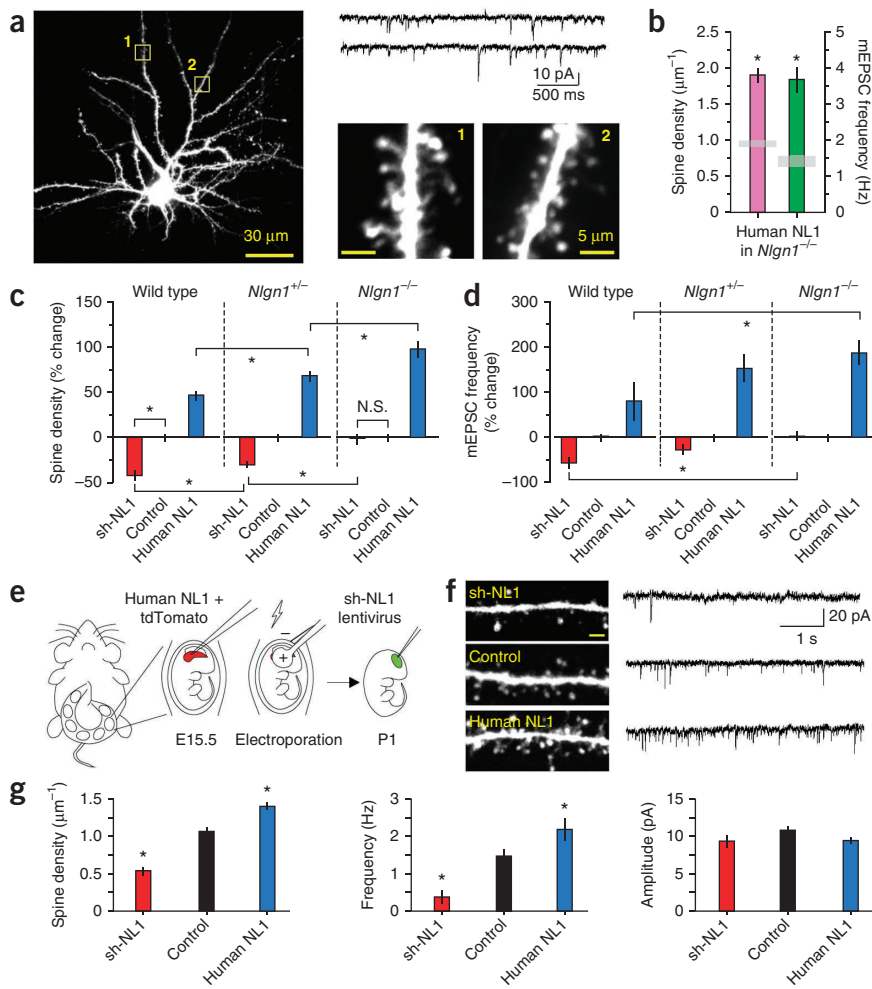 a
1
2
10 pA
500 ms
30 μm
1
2
5 μm
b
Spine density (μm⁻¹)
2.5
2.0
1.5
1.0
0.5
0
*
*
5
4
3
2
1
0
mEPSC frequency (Hz)
Human NL1
in Nlgn1⁻/⁻
c
Wild type
Nlgn1⁺/⁻
Nlgn1⁻/⁻
Spine density (% change)
150
100
50
0
−50
*
*
*
N.S.
*
*
sh-NL1
Control
Human NL1
sh-NL1
Control
Human NL1
sh-NL1
Control
Human NL1
d
Wild type
Nlgn1⁺/⁻
Nlgn1⁻/⁻
mEPSC frequency
(% change)
300
200
100
0
−100
*
*
sh-NL1
Control
Human NL1
sh-NL1
Control
Human NL1
sh-NL1
Control
Human NL1
e
Human NL1 +
tdTomato
sh-NL1
lentivirus
−
+
E15.5
Electroporation
P1
f
sh-NL1
Control
Human NL1
20 pA
1 s
g
Spine density (μm⁻¹)
1.5
1.0
0.5
0
*
*
sh-NL1
Control
Human NL1
Frequency (Hz)
3
2
1
0
*
*
sh-NL1
Control
Human NL1
Amplitude (pA)
15
10
5
0
sh-NL1
Control
Human NL1